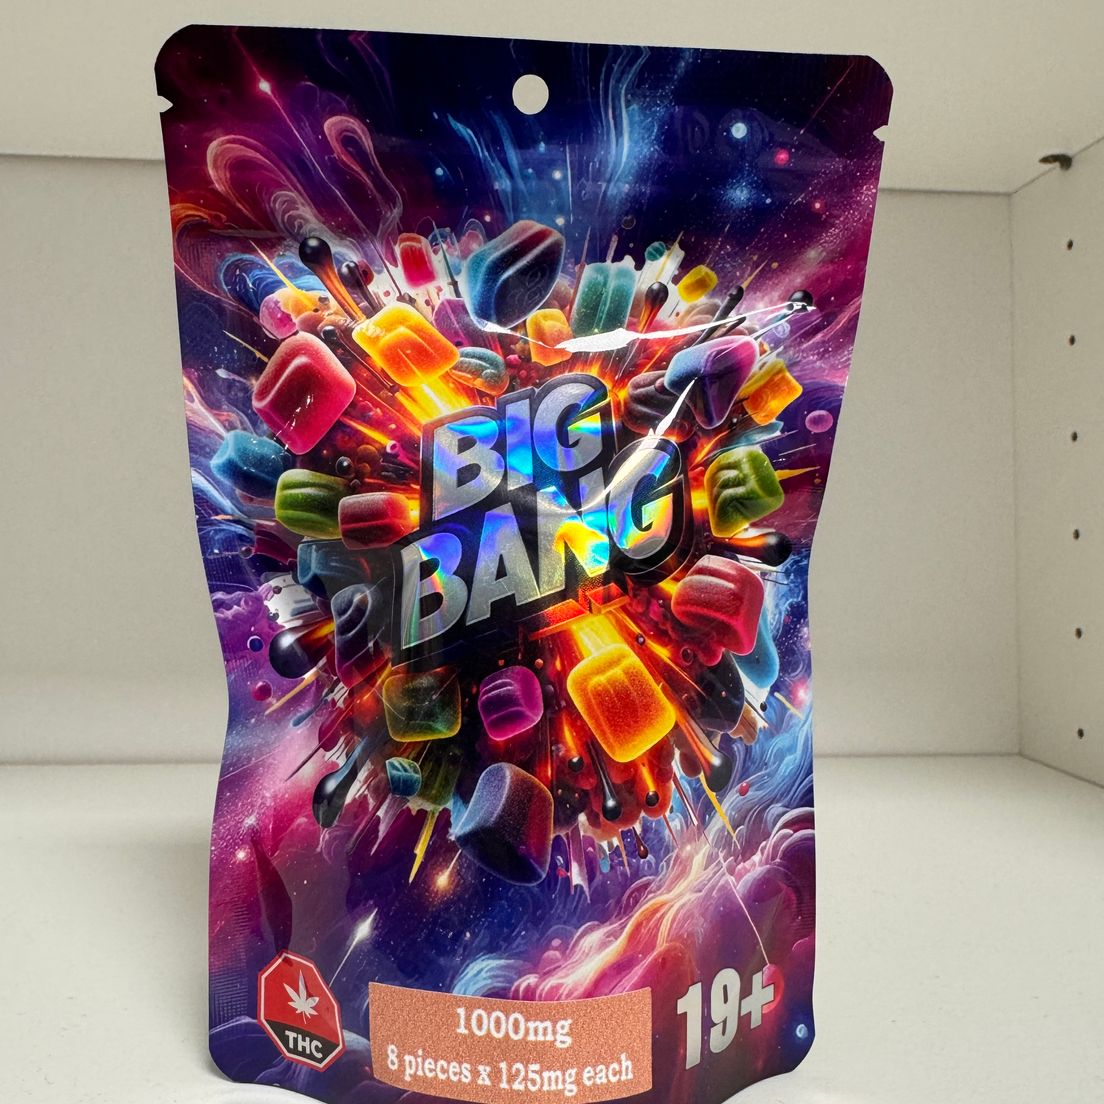 BIG
BANG
THC
1000mg
8 pieces x 125mg each
19+